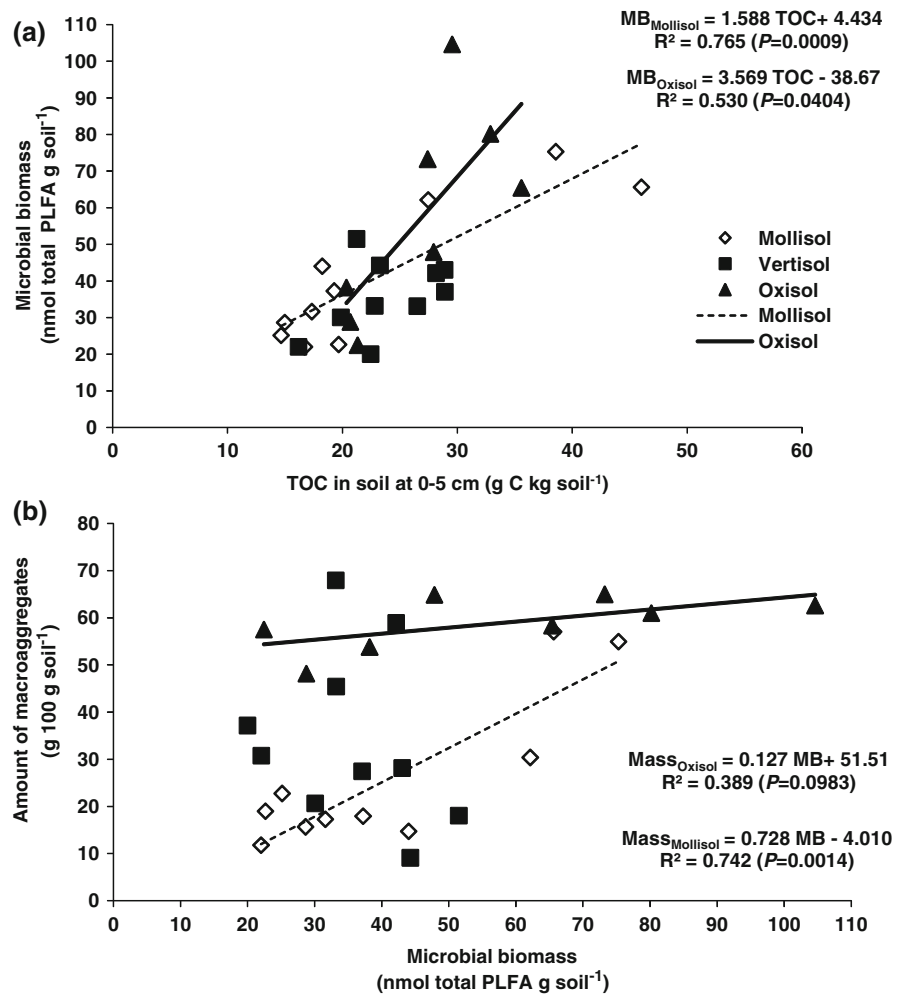 (a)
MB_Mollisol = 1.588 TOC+ 4.434
R² = 0.765 (P=0.0009)
MB_Oxisol = 3.569 TOC - 38.67
R² = 0.530 (P=0.0404)
Microbial biomass
(nmol total PLFA g soil⁻¹)
110
100
90
80
70
60
50
40
30
20
10
0
Mollisol
Vertisol
Oxisol
Mollisol
Oxisol
0 10 20 30 40 50 60
TOC in soil at 0-5 cm (g C kg soil⁻¹)
(b)
Amount of macroaggregates
(g 100 g soil⁻¹)
80
70
60
50
40
30
20
10
0
Mass_Oxisol = 0.127 MB+ 51.51
R² = 0.389 (P=0.0983)
Mass_Mollisol = 0.728 MB - 4.010
R² = 0.742 (P=0.0014)
0 10 20 30 40 50 60 70 80 90 100 110
Microbial biomass
(nmol total PLFA g soil⁻¹)